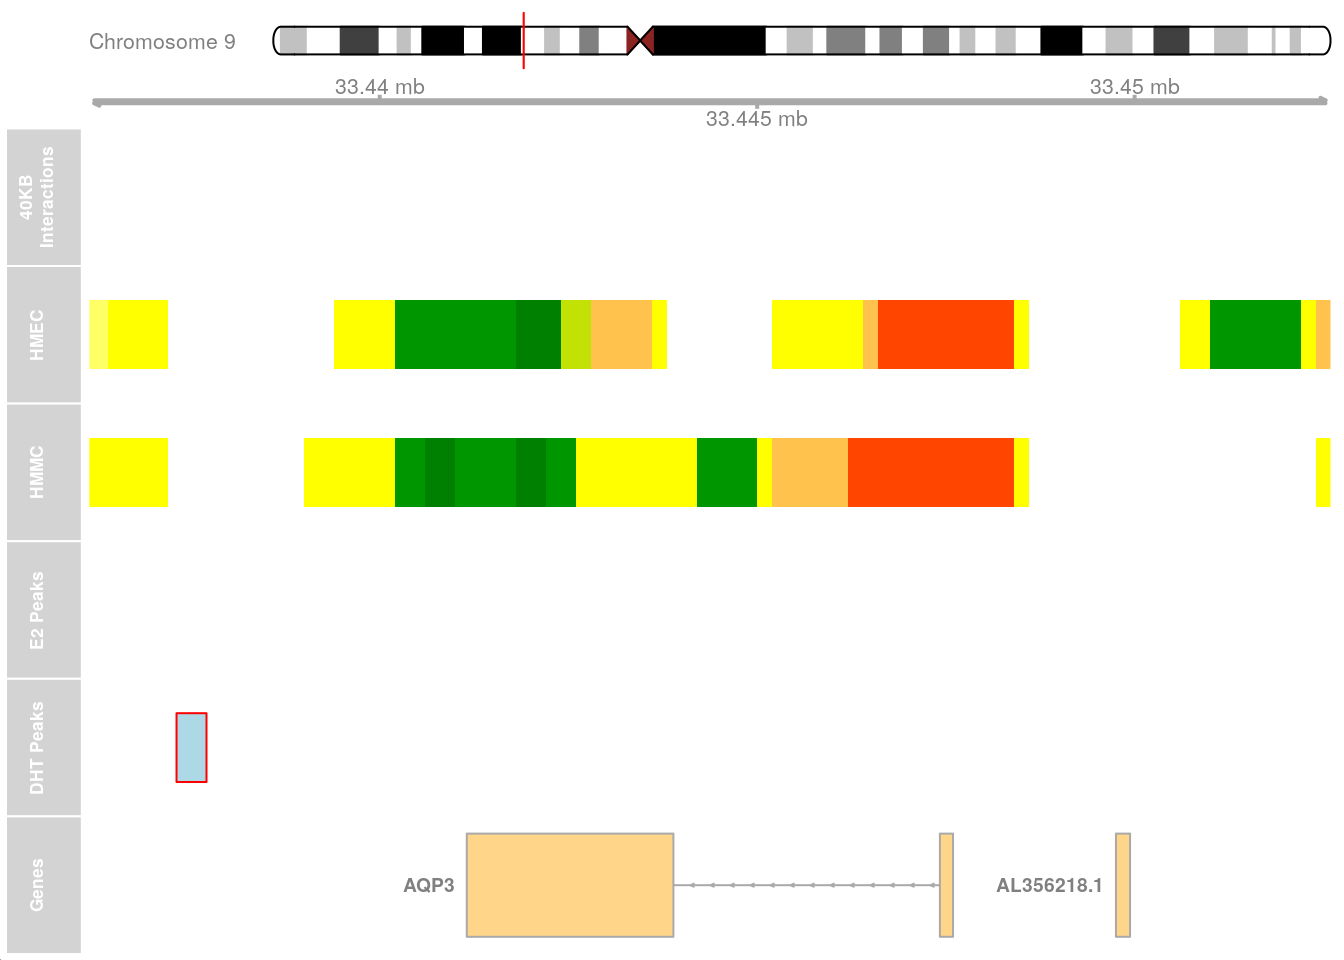 Chromosome 9
33.44 mb
33.45 mb
33.445 mb
40KB
Interactions
HMEC
HMMC
E2 Peaks
DHT Peaks
Genes
AQP3
AL356218.1